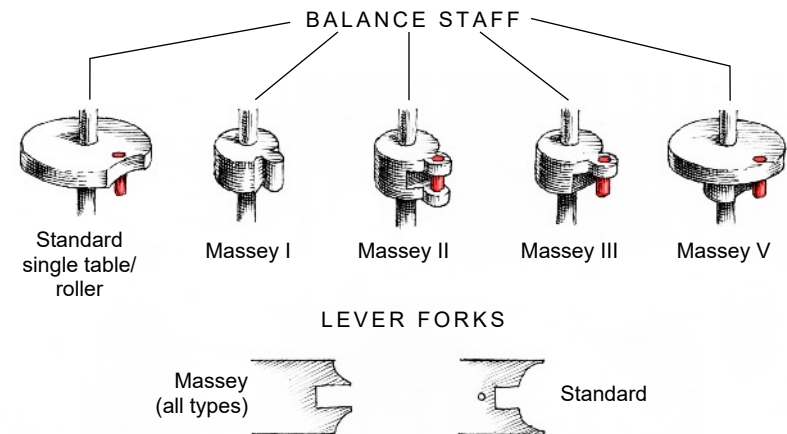 BALANCE STAFF
Standard
single table/
roller
Massey I
Massey II
Massey III
Massey V
LEVER FORKS
Massey
(all types)
Standard